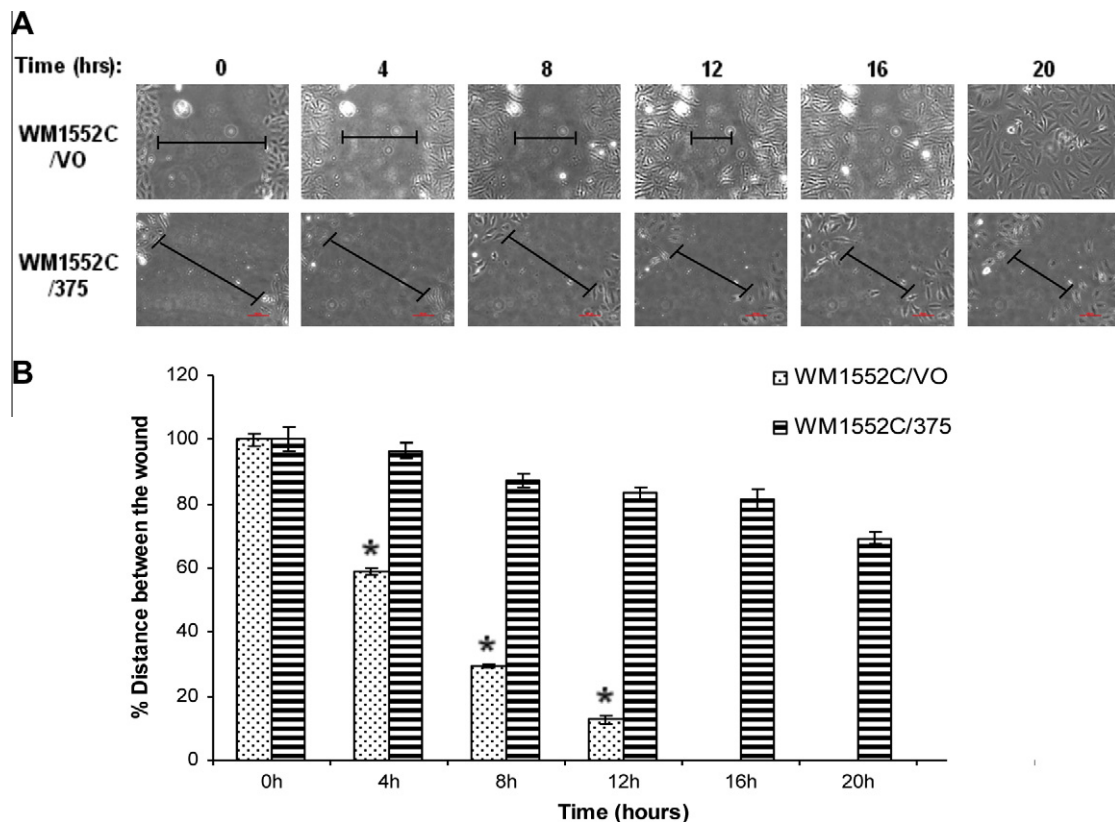 A
Time (hrs): 0 4 8 12 16 20
WM1552C
/VO
WM1552C
/375
B
WM1552C/VO
WM1552C/375
% Distance between the wound
120
100
80
60
40
20
0
*
*
*
0h 4h 8h 12h 16h 20h
Time (hours)